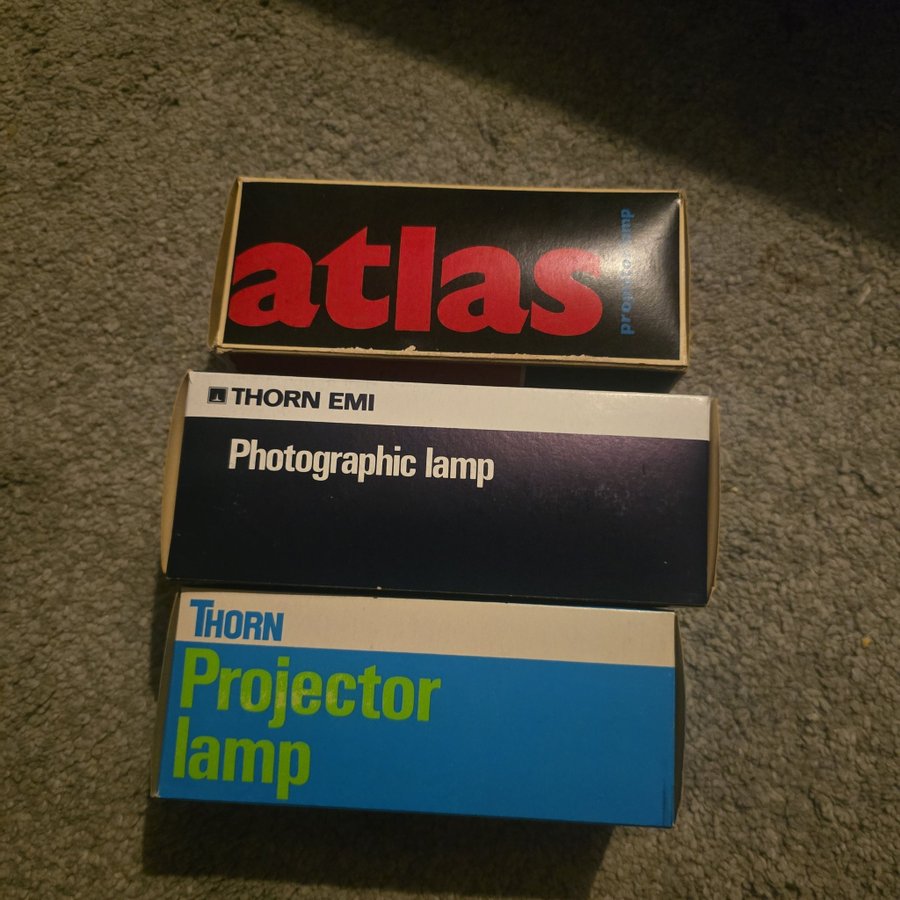 atlas
projector lamp
THORN EMI
Photographic lamp
THORN
Projector
lamp